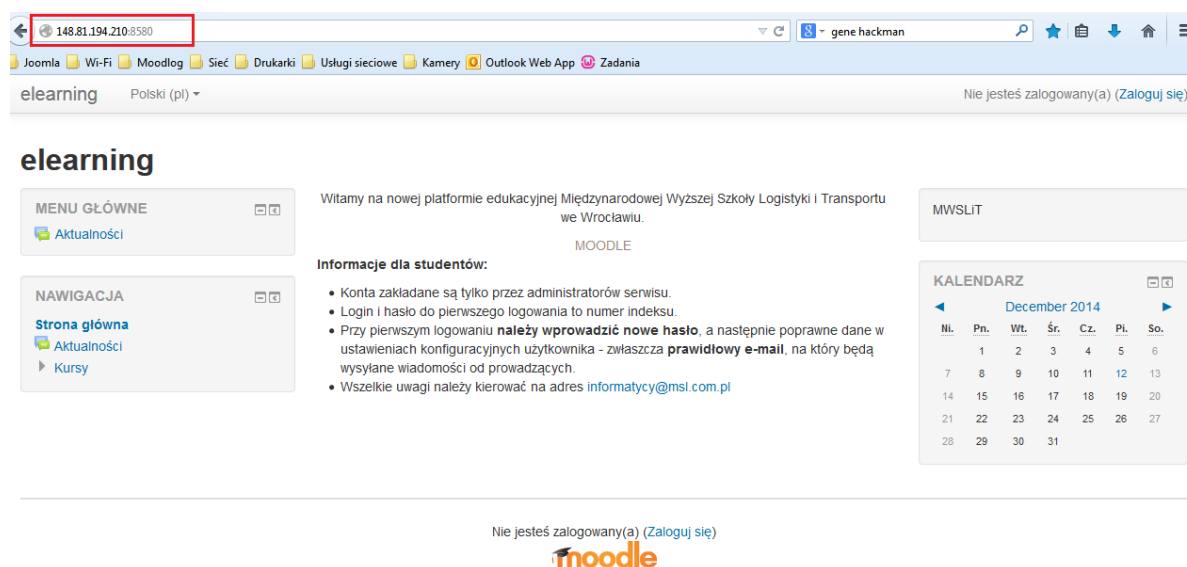 148.81.194.210:8580
gene hackman
Joomla Wi-Fi Moodlog Sieć Drukarki Usługi sieciowe Kamery Outlook Web App Zadania
elearning Polski (pl) Nie jesteś zalogowany(a) (Zaloguj się)
elearning
MENU GŁÓWNE
Aktualności
NAWIGACJA
Strona główna
Aktualności
Kursy
Witamy na nowej platformie edukacyjnej Międzynarodowej Wyższej Szkoły Logistyki i Transportu
we Wrocławiu.
MOODLE
Informacje dla studentów:
• Konta zakładane są tylko przez administratorów serwisu.
• Login i hasło do pierwszego logowania to numer indeksu.
• Przy pierwszym logowaniu należy wprowadzić nowe hasło, a następnie poprawne dane w
ustawieniach konfiguracyjnych użytkownika - zwłaszcza prawidłowy e-mail, na który będą
wysyłane wiadomości od prowadzących.
• Wszelkie uwagi należy kierować na adres informatycy@msl.com.pl
MWSLiT
KALENDARZ
December 2014
Ni. Pn. Wt. Śr. Cz. Pi. So.
1 2 3 4 5 6
7 8 9 10 11 12 13
14 15 16 17 18 19 20
21 22 23 24 25 26 27
28 29 30 31
Nie jesteś zalogowany(a) (Zaloguj się)
moodle